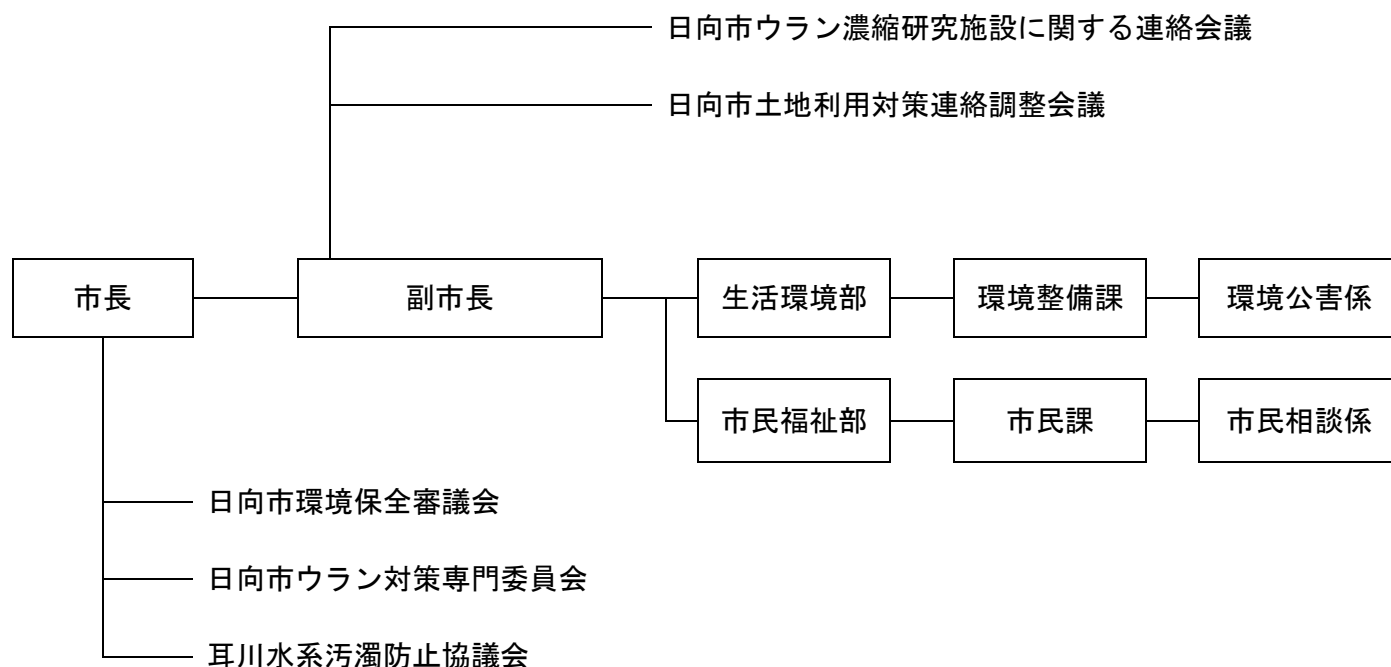 日向市ウラン濃縮研究施設に関する連絡会議
日向市土地利用対策連絡調整会議
市長
副市長
生活環境部
環境整備課
環境公害係
市民福祉部
市民課
市民相談係
日向市環境保全審議会
日向市ウラン対策専門委員会
耳川水系汚濁防止協議会